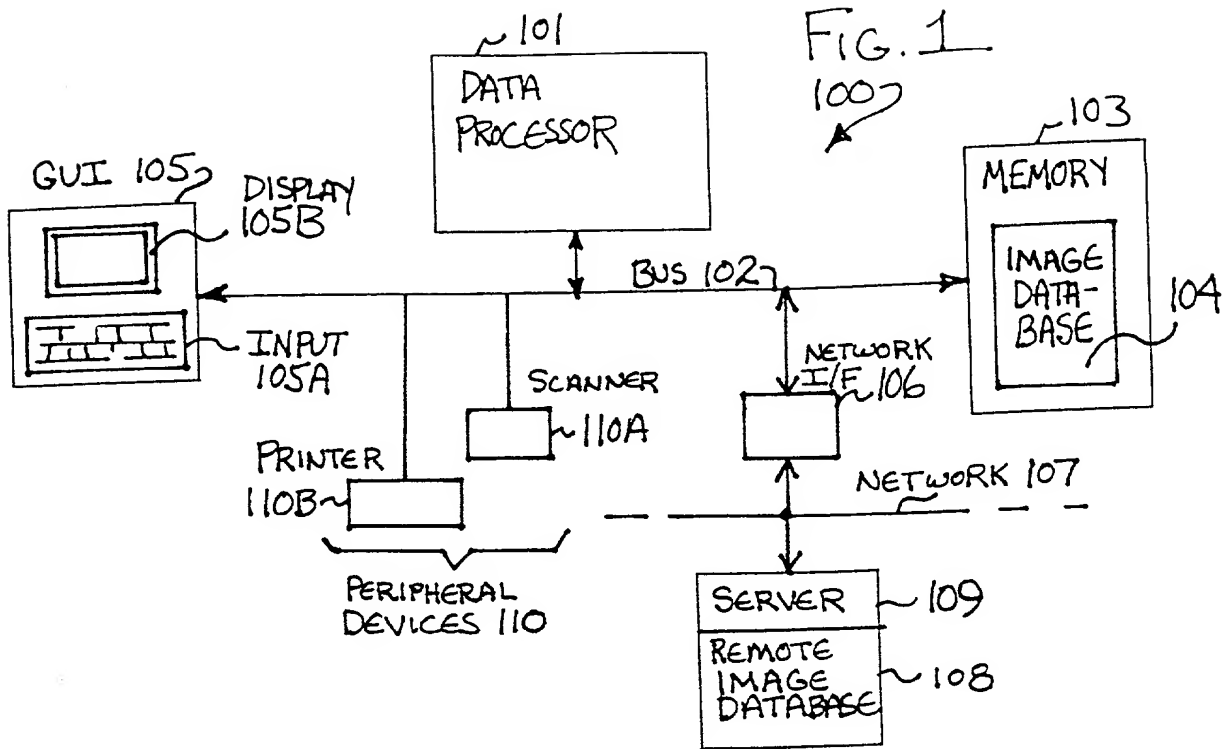 FIG. 1
100
101
DATA
PROCESSOR
103
MEMORY
IMAGE
DATA-
BASE
104
GUI 105
DISPLAY
105B
INPUT
105A
BUS 102
NETWORK
I/F 106
SCANNER
110A
PRINTER
110B
PERIPHERAL
DEVICES 110
NETWORK 107
SERVER
109
REMOTE
IMAGE
DATABASE
108